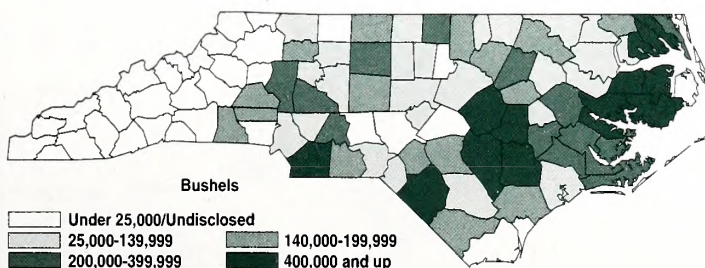 Bushels
Under 25,000/Undisclosed
25,000-139,999
140,000-199,999
200,000-399,999
400,000 and up